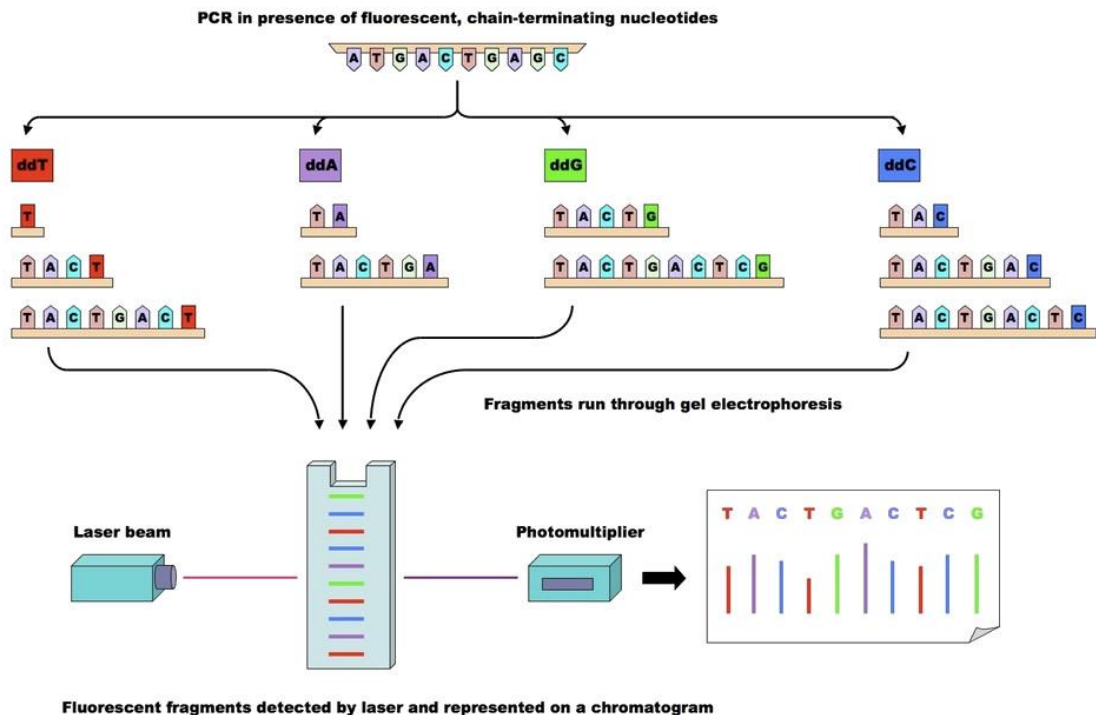 PCR in presence of fluorescent, chain-terminating nucleotides
A T G A C T G A G C
ddT
ddA
ddG
ddC
T
T A
T A C T G
T A C
T A C T
T A C T G A
T A C T G A C T C G
T A C T G A C
T A C T G A C T
T A C T G A C T C
Fragments run through gel electrophoresis
Laser beam
Photomultiplier
T A C T G A C T C G
Fluorescent fragments detected by laser and represented on a chromatogram